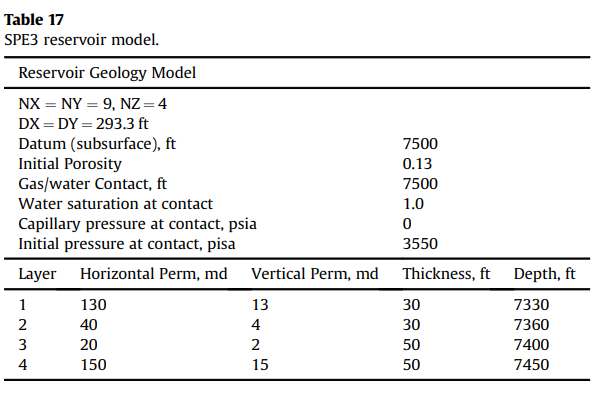 Table 17
SPE3 reservoir model.
Reservoir Geology Model
NX = NY = 9, NZ = 4
DX = DY = 293.3 ft
Datum (subsurface), ft 7500
Initial Porosity 0.13
Gas/water Contact, ft 7500
Water saturation at contact 1.0
Capillary pressure at contact, psia 0
Initial pressure at contact, pisa 3550
Layer Horizontal Perm, md Vertical Perm, md Thickness, ft Depth, ft
1 130 13 30 7330
2 40 4 30 7360
3 20 2 50 7400
4 150 15 50 7450